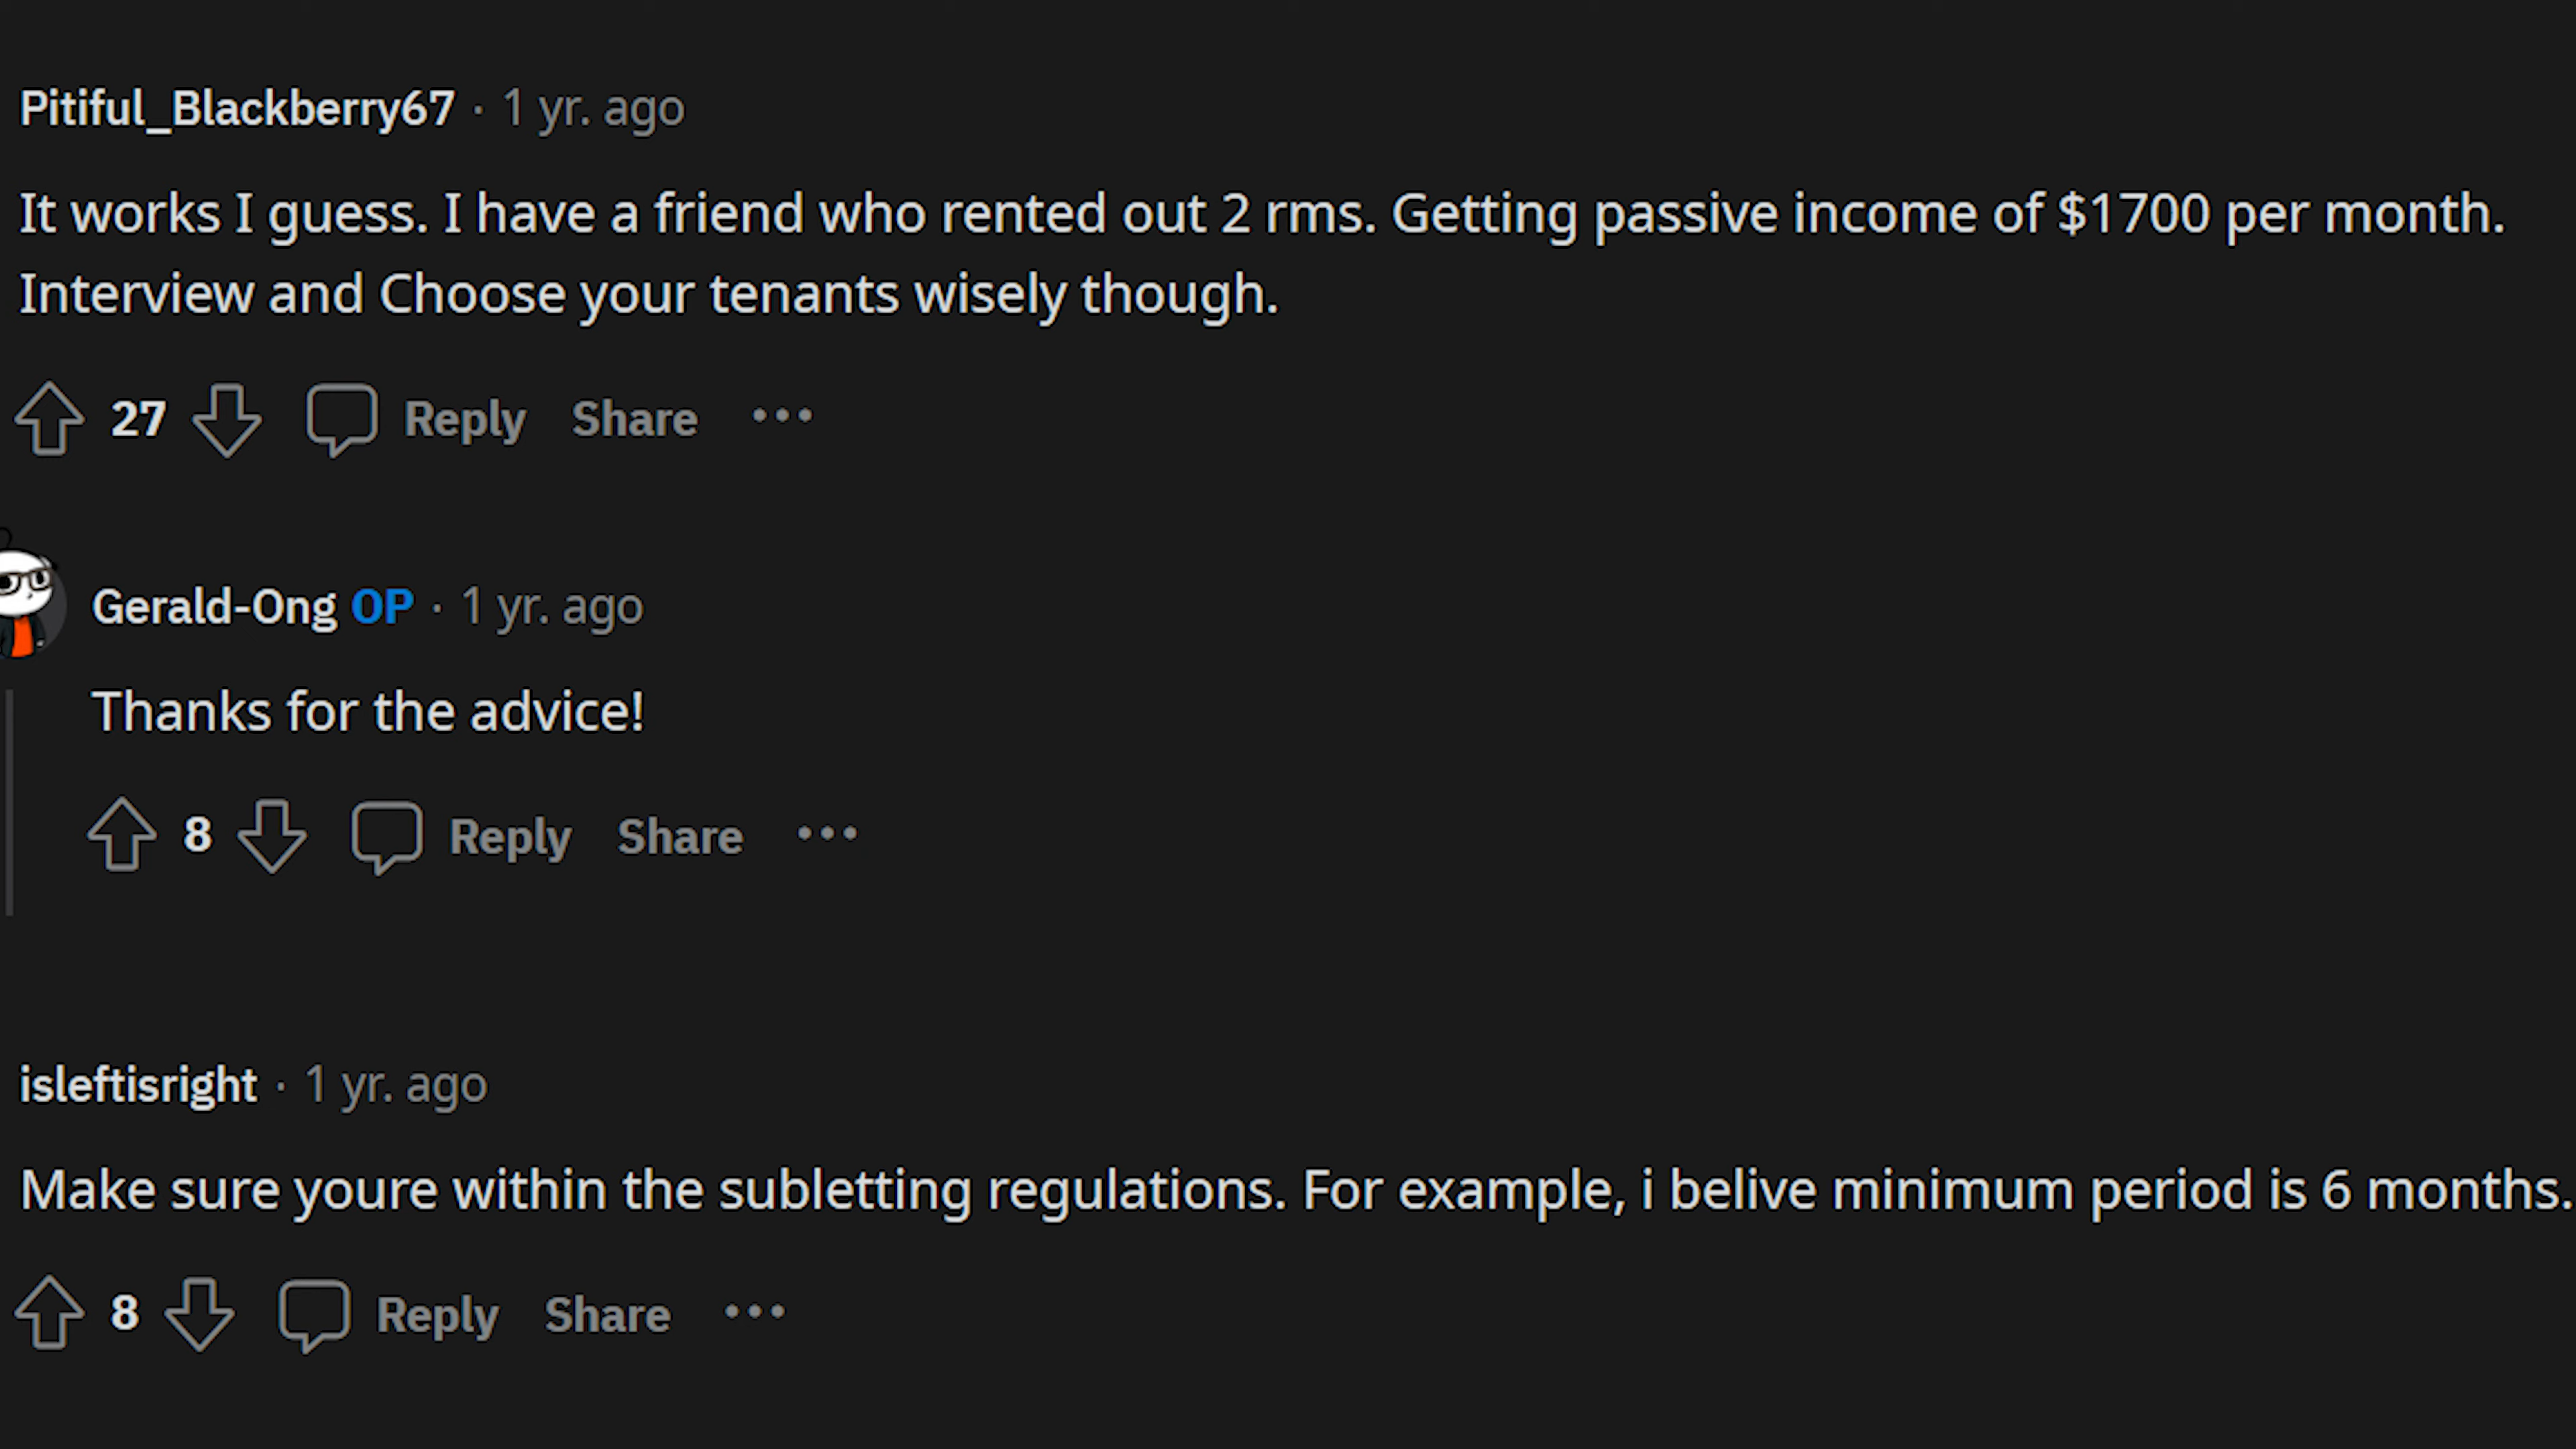 Pitiful_Blackberry67 · 1 yr. ago
It works I guess. I have a friend who rented out 2 rms. Getting passive income of $1700 per month.
Interview and Choose your tenants wisely though.
27 Reply Share ···
Gerald-Ong OP · 1 yr. ago
Thanks for the advice!
8 Reply Share ···
isleftisright · 1 yr. ago
Make sure youre within the subletting regulations. For example, i belive minimum period is 6 months.
8 Reply Share ···